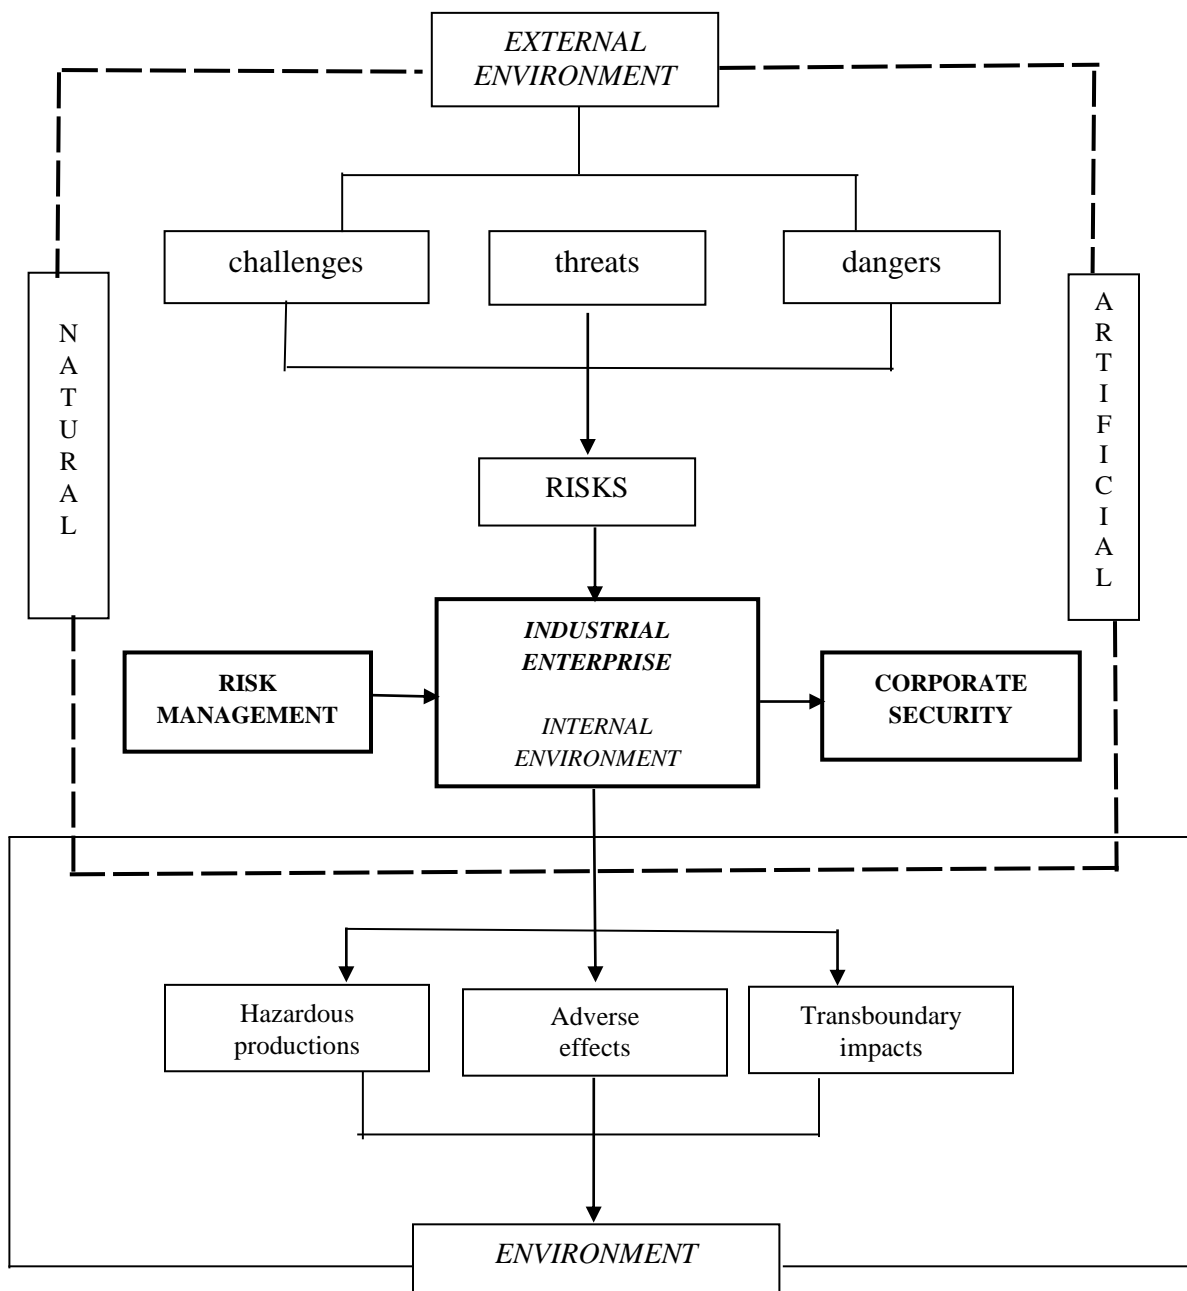 EXTERNAL
ENVIRONMENT
challenges
threats
dangers
N
A
T
U
R
A
L
A
R
T
I
F
I
C
I
A
L
RISKS
INDUSTRIAL
ENTERPRISE
INTERNAL
ENVIRONMENT
RISK
MANAGEMENT
CORPORATE
SECURITY
Hazardous
productions
Adverse
effects
Transboundary
impacts
ENVIRONMENT